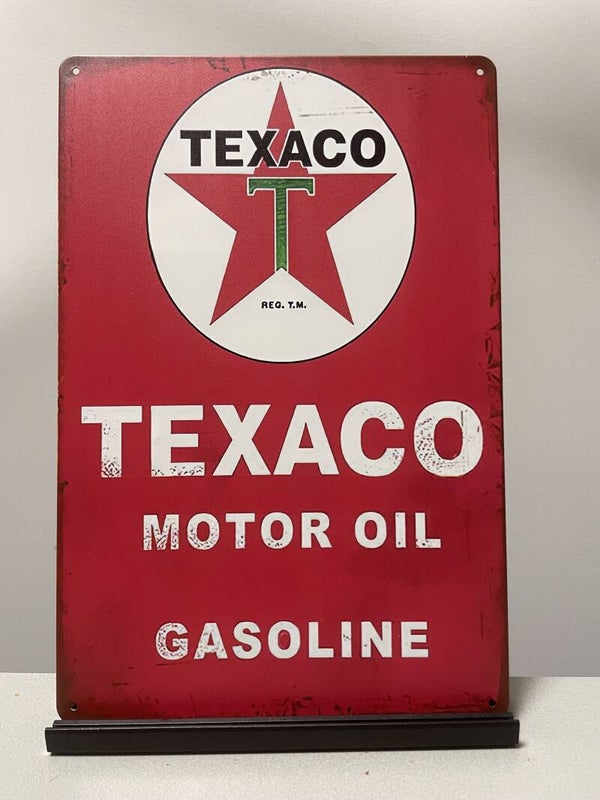 TEXACO
T
REG. T.M.
TEXACO
MOTOR OIL
GASOLINE